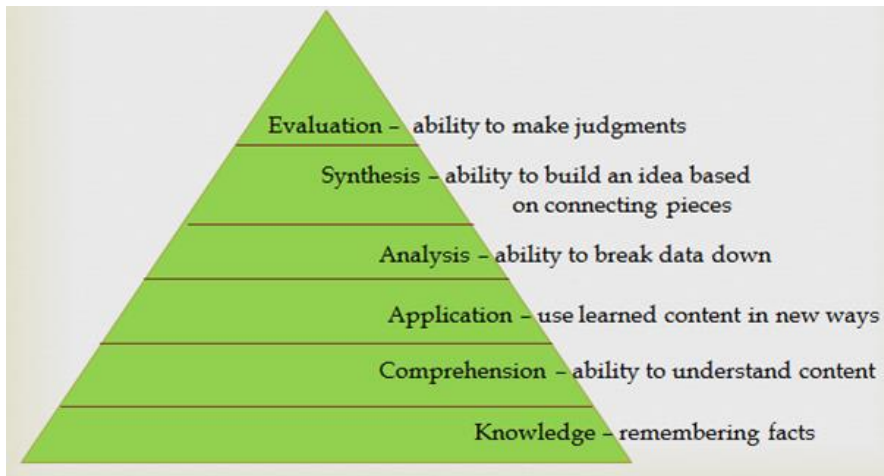 Evaluation – ability to make judgments
Synthesis – ability to build an idea based
on connecting pieces
Analysis – ability to break data down
Application – use learned content in new ways
Comprehension – ability to understand content
Knowledge – remembering facts